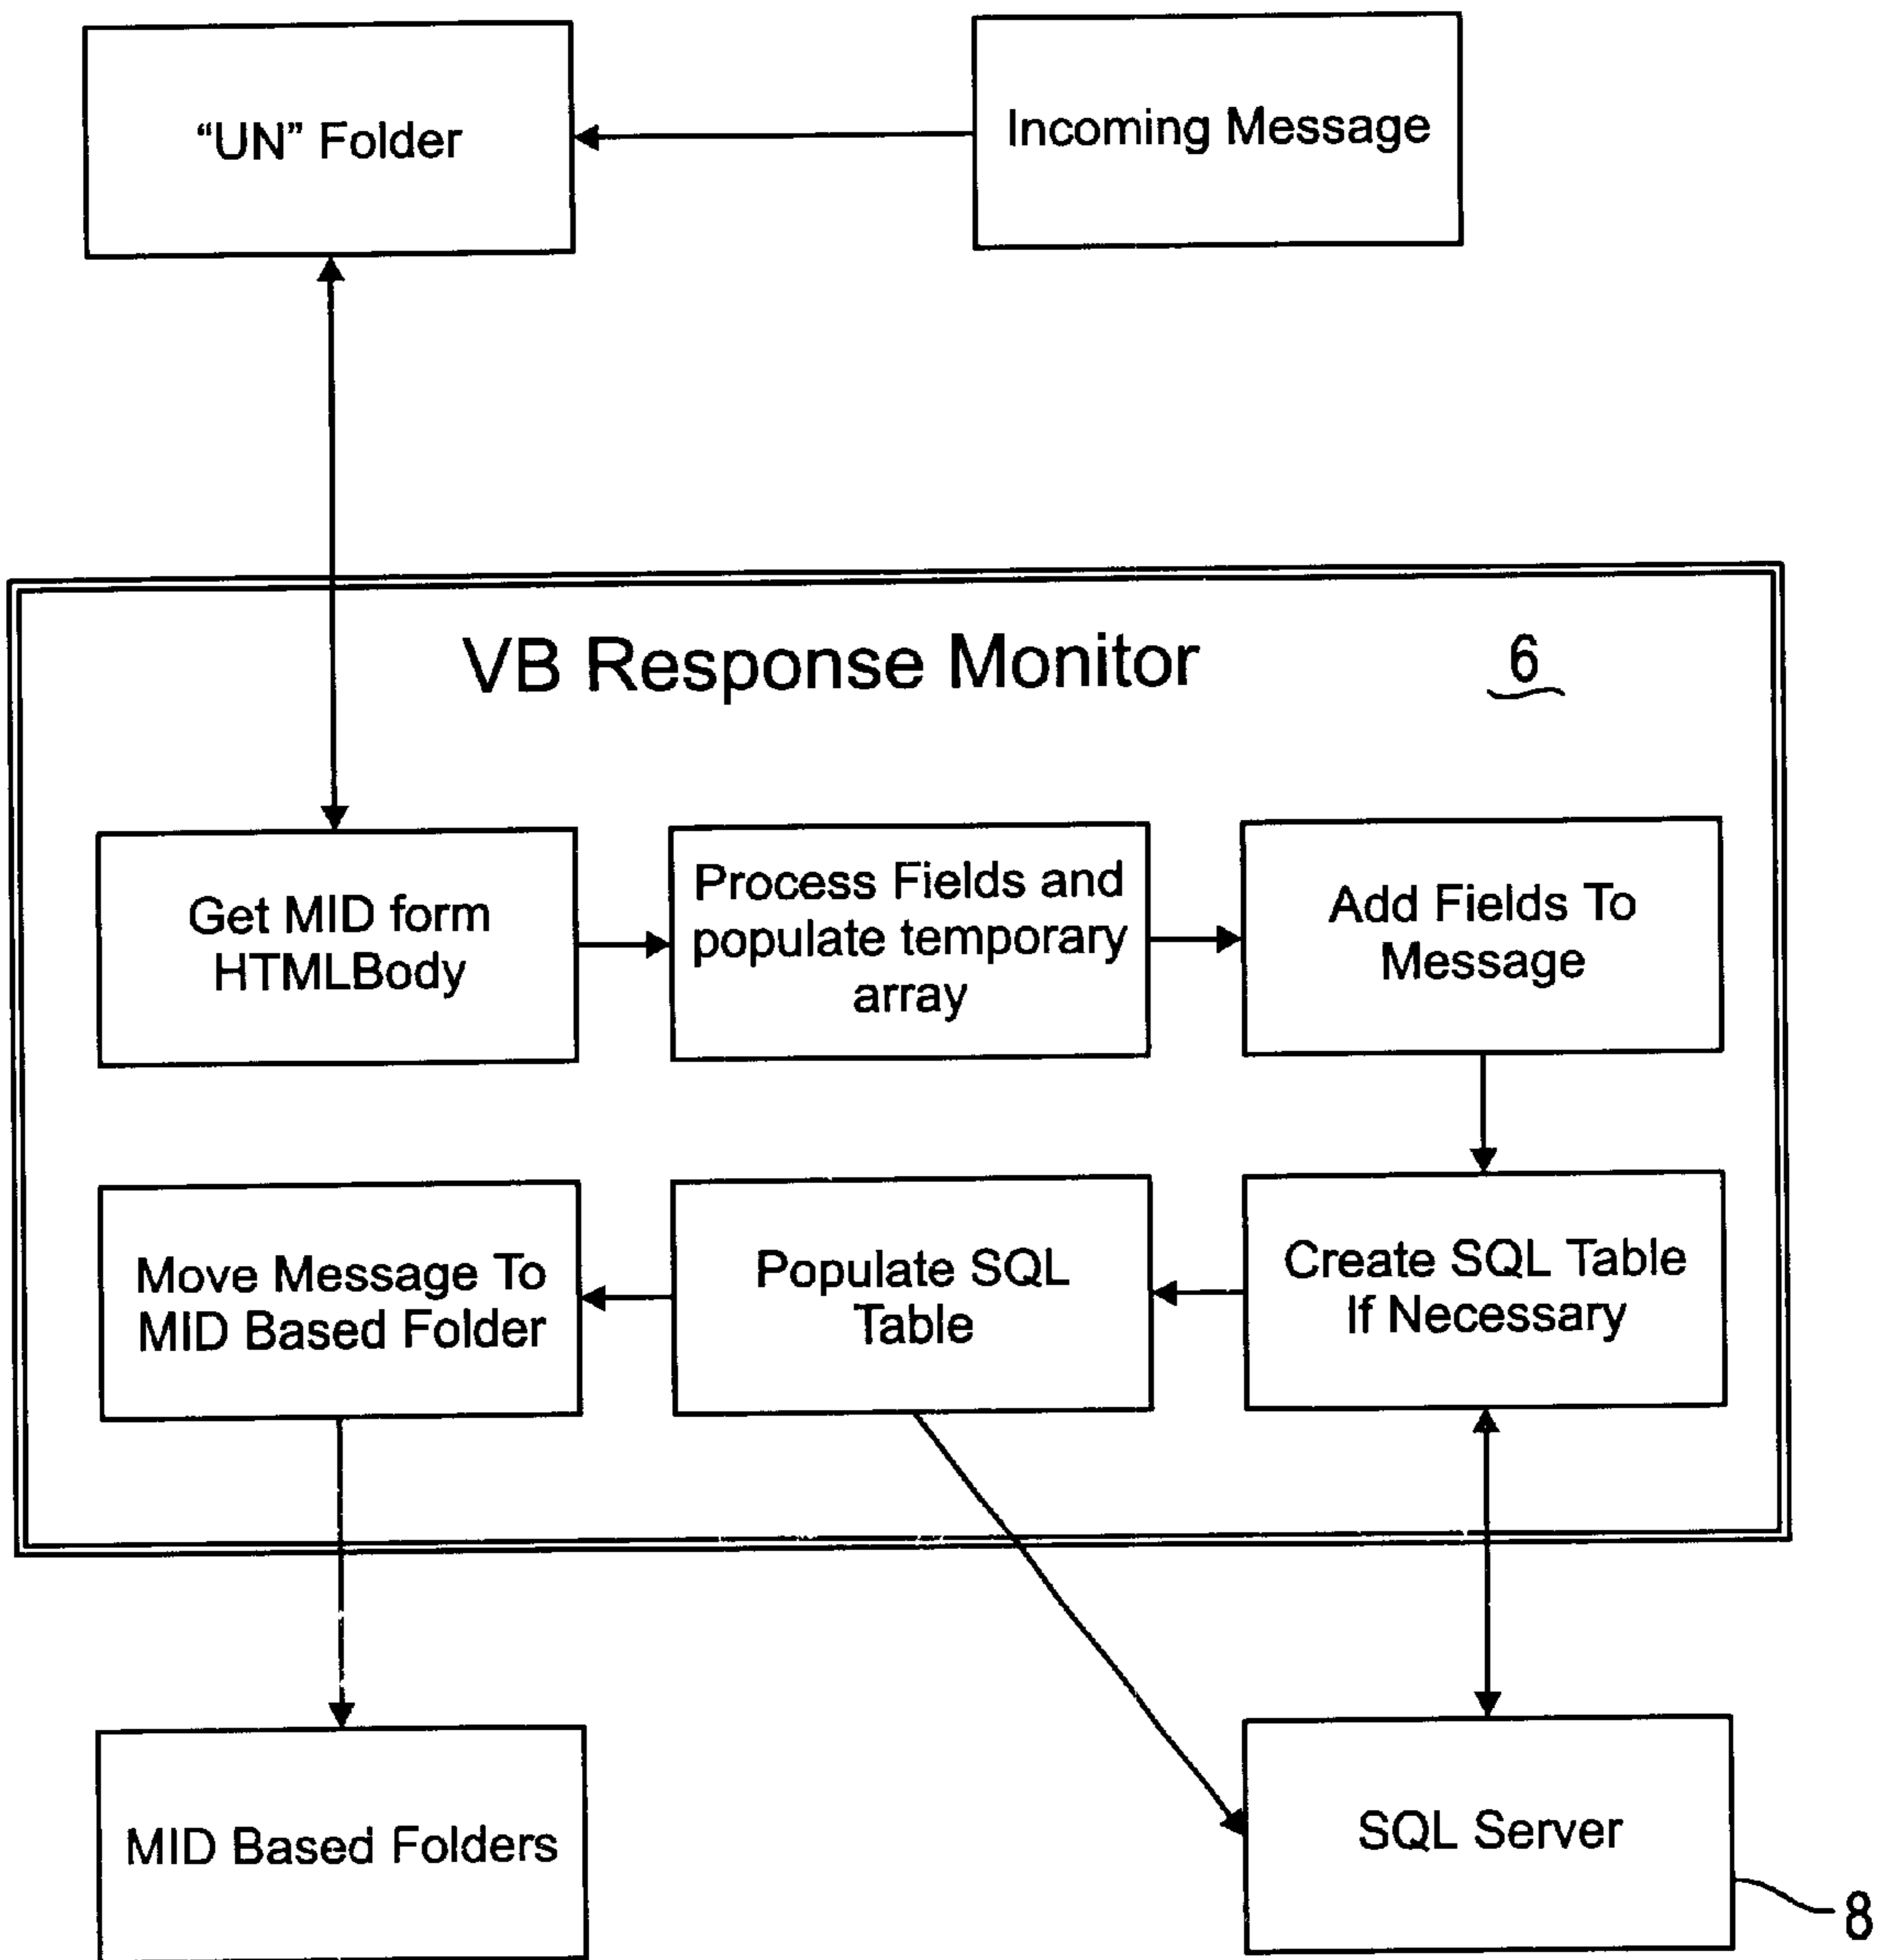 “UN” Folder
Incoming Message
VB Response Monitor
6
Get MID form
HTMLBody
Process Fields and
populate temporary
array
Add Fields To
Message
Move Message To
MID Based Folder
Populate SQL
Table
Create SQL Table
If Necessary
MID Based Folders
SQL Server
8